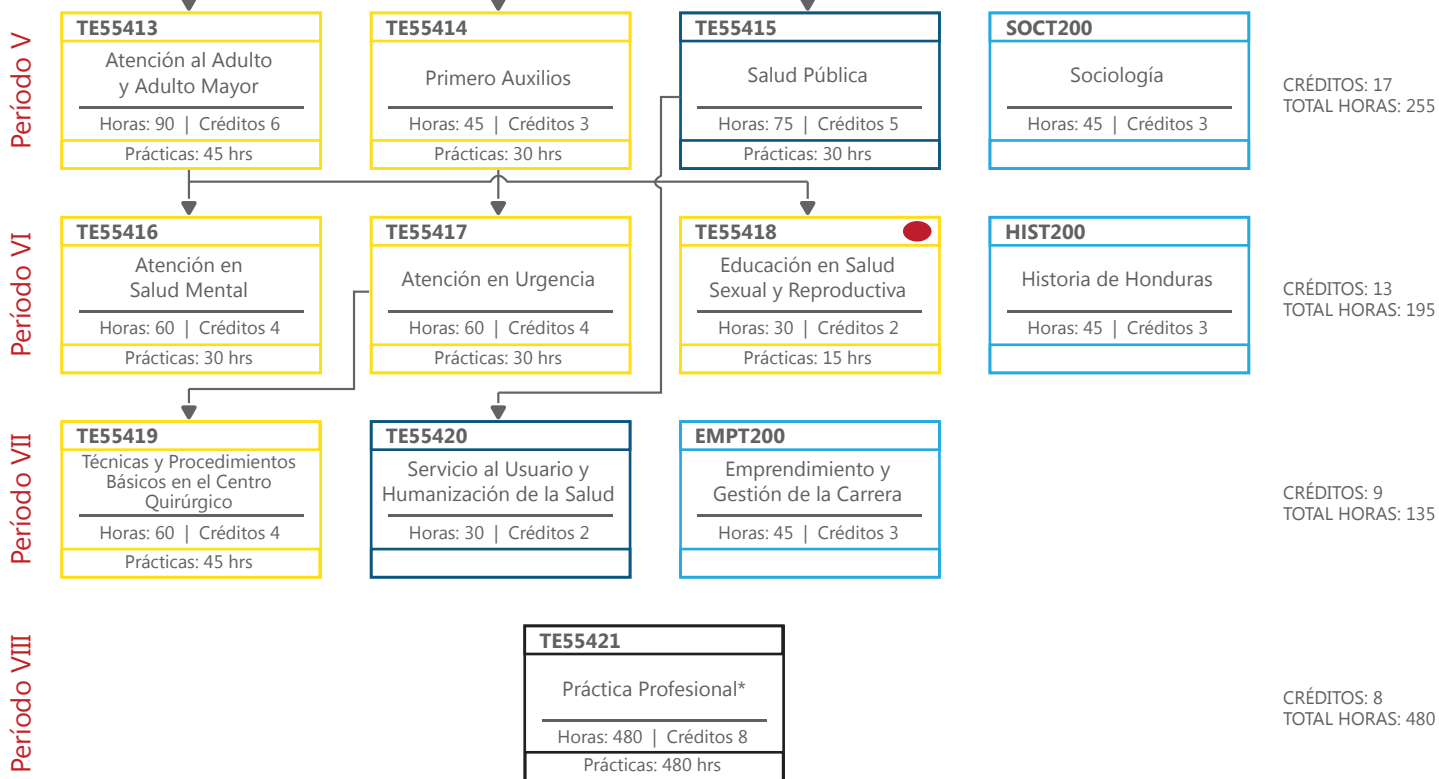 Período V
TE55413
Atención al Adulto
y Adulto Mayor
Horas: 90 | Créditos 6
Prácticas: 45 hrs
TE55414
Primero Auxilios
Horas: 45 | Créditos 3
Prácticas: 30 hrs
TE55415
Salud Pública
Horas: 75 | Créditos 5
Prácticas: 30 hrs
SOCT200
Sociología
Horas: 45 | Créditos 3
CRÉDITOS: 17
TOTAL HORAS: 255
Período VI
TE55416
Atención en
Salud Mental
Horas: 60 | Créditos 4
Prácticas: 30 hrs
TE55417
Atención en Urgencia
Horas: 60 | Créditos 4
Prácticas: 30 hrs
TE55418
Educación en Salud
Sexual y Reproductiva
Horas: 30 | Créditos 2
Prácticas: 15 hrs
HIST200
Historia de Honduras
Horas: 45 | Créditos 3
CRÉDITOS: 13
TOTAL HORAS: 195
Período VII
TE55419
Técnicas y Procedimientos
Básicos en el Centro
Quirúrgico
Horas: 60 | Créditos 4
Prácticas: 45 hrs
TE55420
Servicio al Usuario y
Humanización de la Salud
Horas: 30 | Créditos 2
EMPT200
Emprendimiento y
Gestión de la Carrera
Horas: 45 | Créditos 3
CRÉDITOS: 9
TOTAL HORAS: 135
Período VIII
TE55421
Práctica Profesional*
Horas: 480 | Créditos 8
Prácticas: 480 hrs
CRÉDITOS: 8
TOTAL HORAS: 480